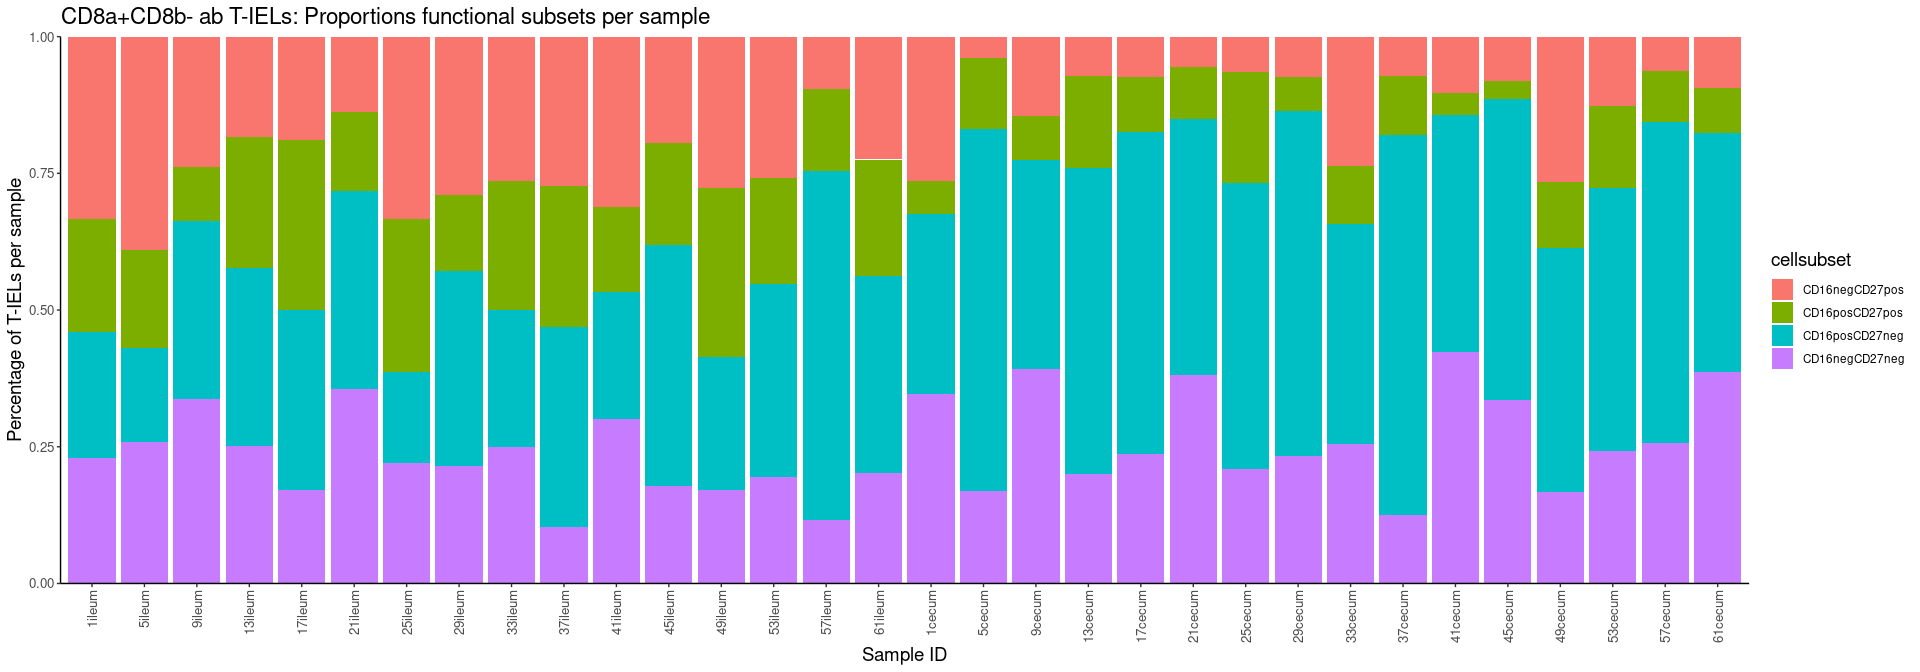 CD8a+CD8b- ab T-IELs: Proportions functional subsets per sample
Percentage of T-IELs per sample
1.00
0.75
0.50
0.25
0.00
1ileum
5ileum
9ileum
13ileum
17ileum
21ileum
25ileum
29ileum
33ileum
37ileum
41ileum
45ileum
49ileum
53ileum
57ileum
61ileum
1cecum
5cecum
9cecum
13cecum
17cecum
21cecum
25cecum
29cecum
33cecum
37cecum
41cecum
45cecum
49cecum
53cecum
57cecum
61cecum
Sample ID
cellsubset
CD16negCD27pos
CD16posCD27pos
CD16posCD27neg
CD16negCD27neg